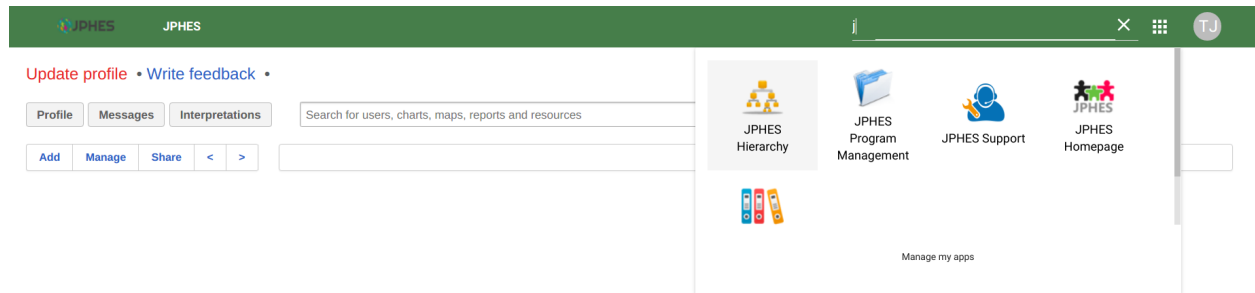 JPHES JPHES j TJ
Update profile • Write feedback •
Profile Messages Interpretations Search for users, charts, maps, reports and resources
Add Manage Share < >
JPHES
Hierarchy
JPHES
Program
Management
JPHES Support
JPHES
JPHES
Homepage
Manage my apps